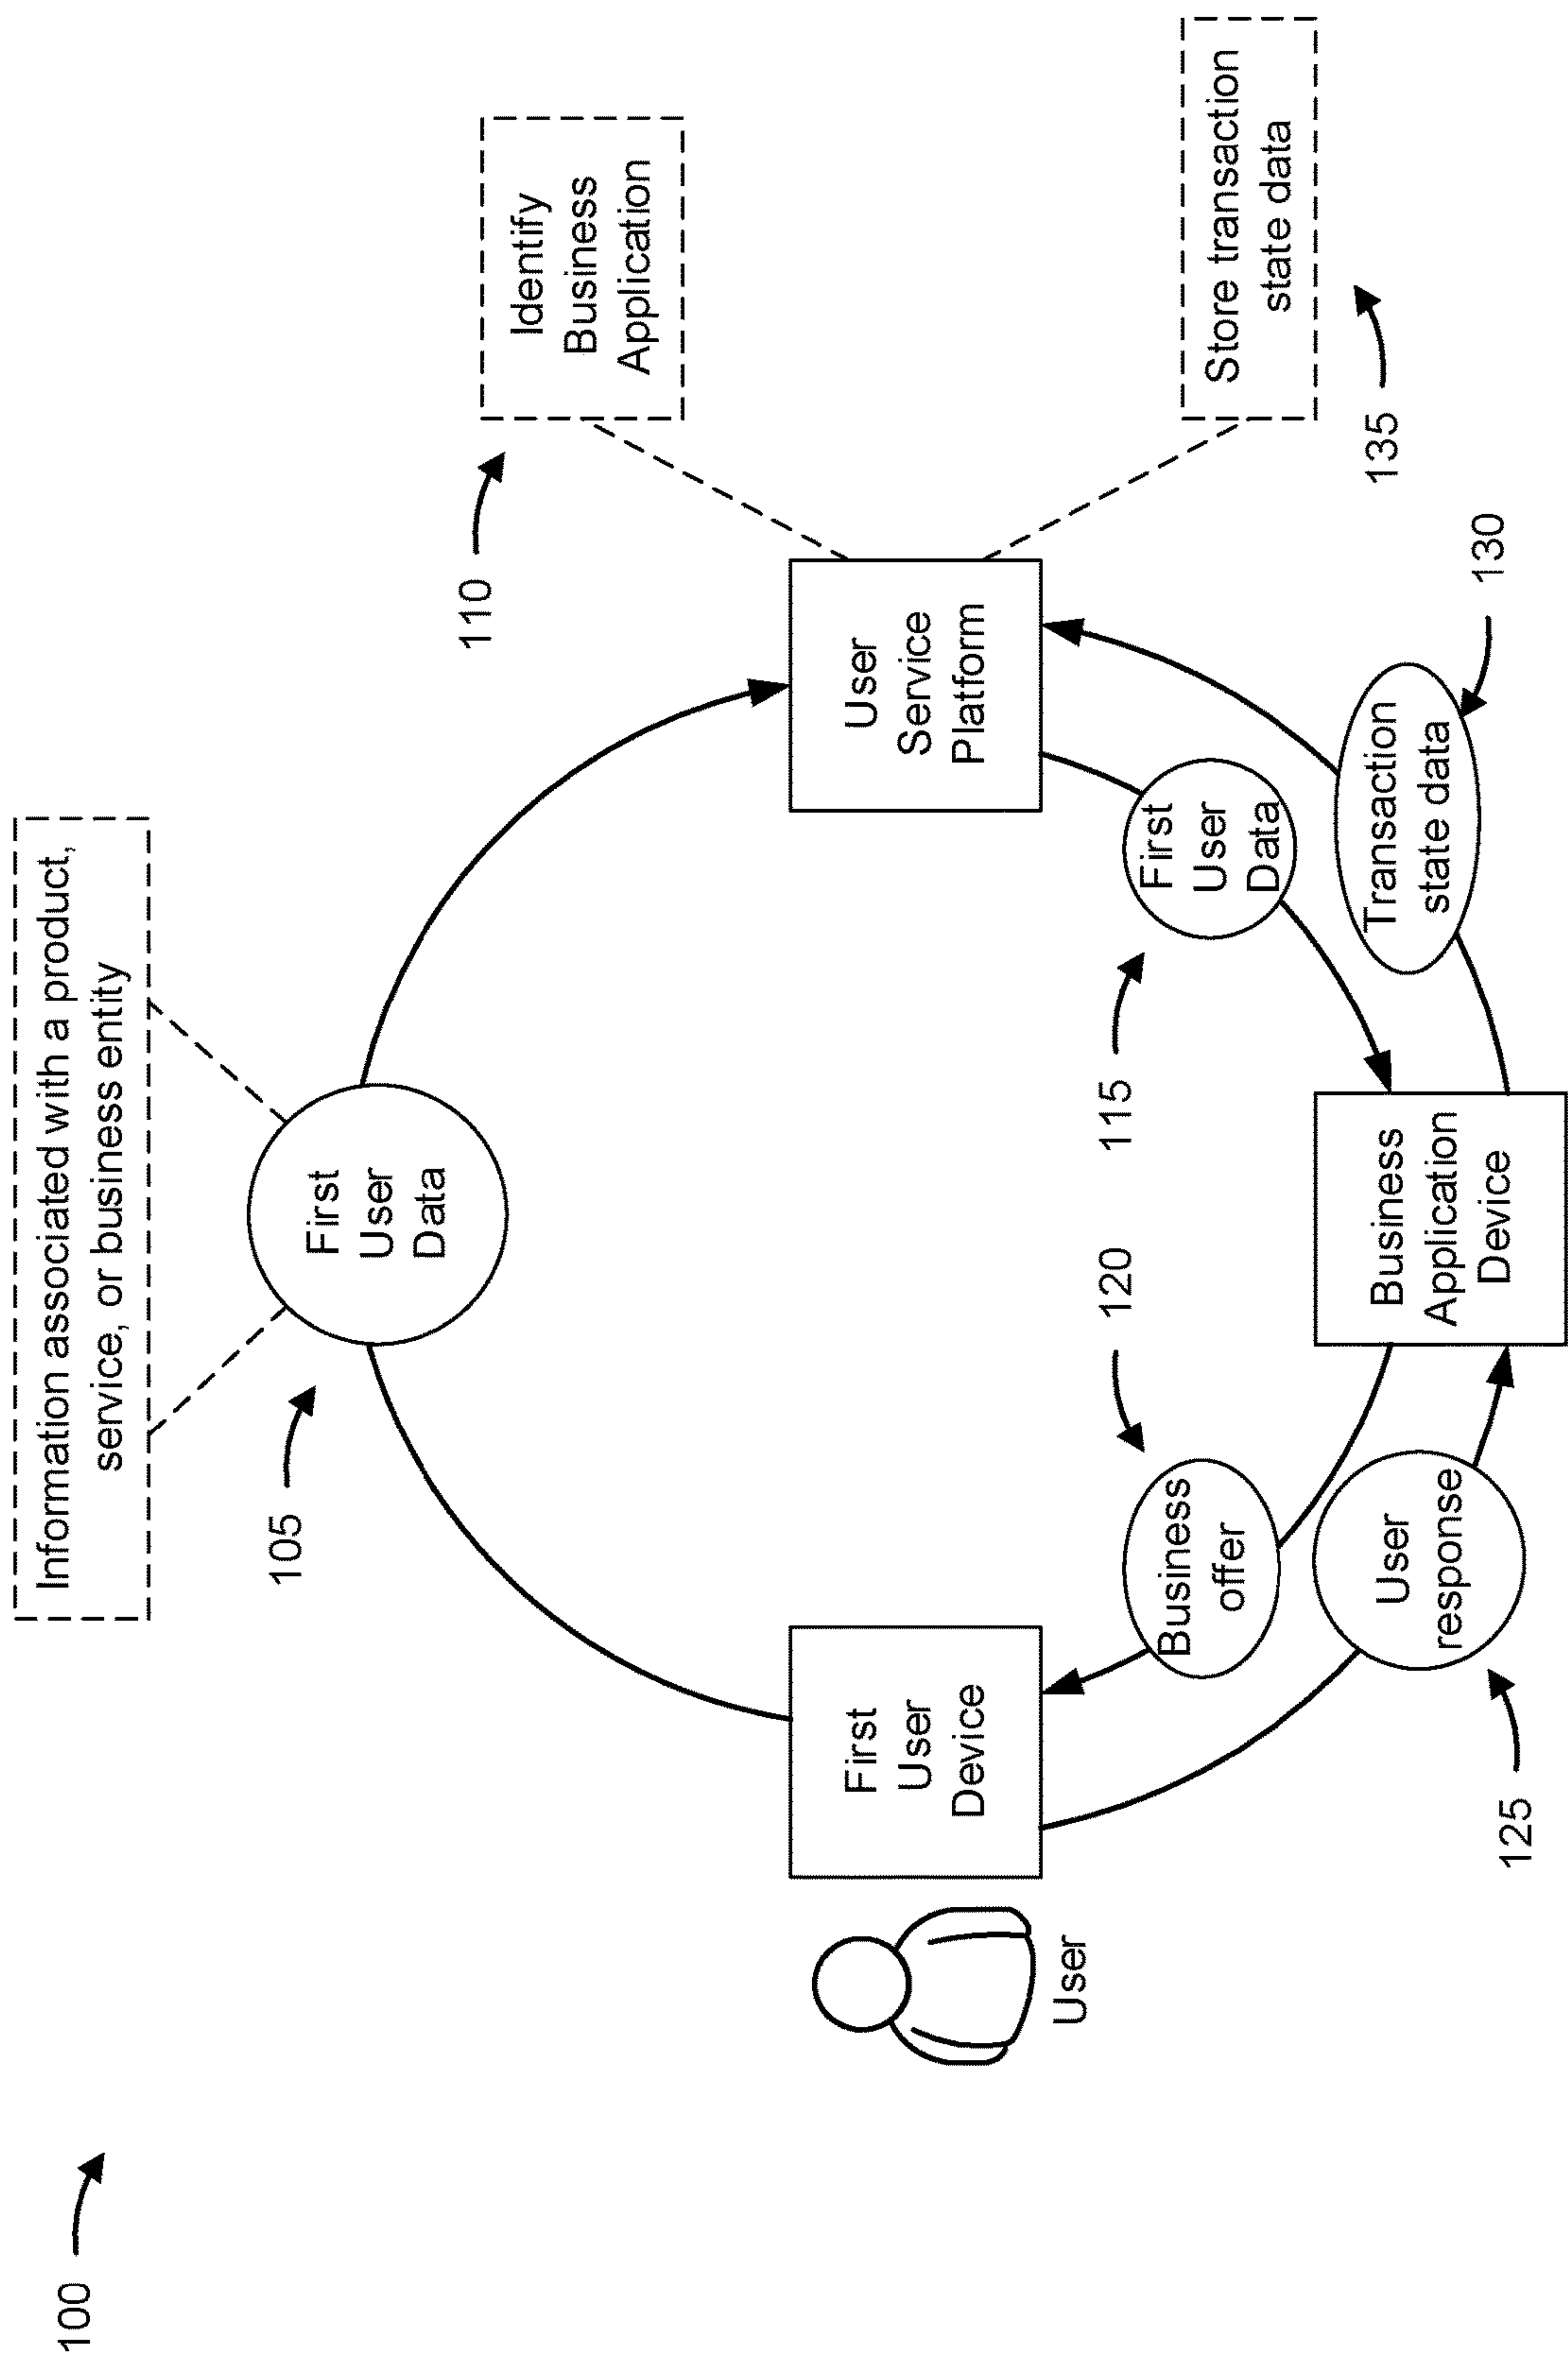 100
Information associated with a product,
service, or business entity
105
First
User
Data
110
Identify
Business
Application
User
First
User
Device
User
Service
Platform
120
Business
offer
115
First
User
Data
125
User
response
Business
Application
Device
130
Transaction
state data
135
Store transaction
state data